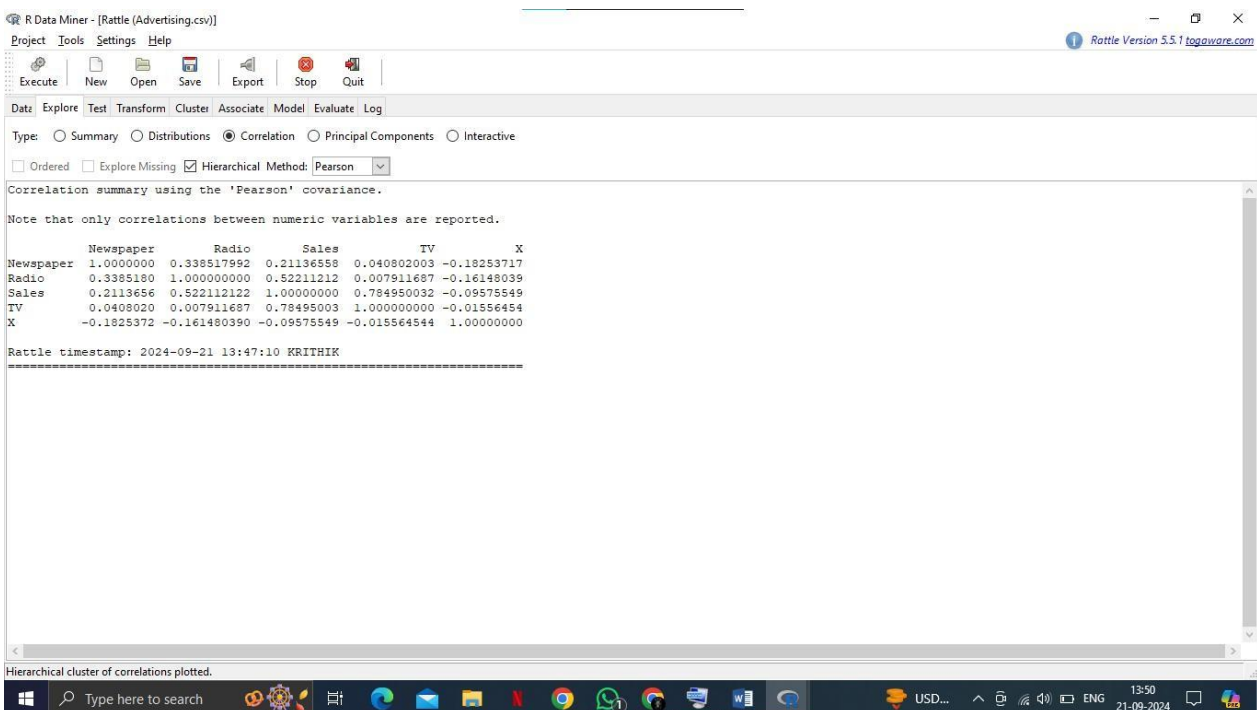 R Data Miner - [Rattle (Advertising.csv)]
Project Tools Settings Help
Rattle Version 5.5.1 togaware.com
Execute New Open Save Export Stop Quit
Data Explore Test Transform Cluster Associate Model Evaluate Log
Type: Summary Distributions Correlation Principal Components Interactive
Ordered Explore Missing Hierarchical Method: Pearson
Correlation summary using the 'Pearson' covariance.
Note that only correlations between numeric variables are reported.
Newspaper Radio Sales TV X
Newspaper 1.0000000 0.338517992 0.21136558 0.040802003 -0.18253717
Radio 0.3385180 1.000000000 0.52211212 0.007911687 -0.16148039
Sales 0.2113656 0.522112122 1.00000000 0.784950032 -0.09575549
TV 0.0408020 0.007911687 0.78495003 1.000000000 -0.01556454
X -0.1825372 -0.161480390 -0.09575549 -0.015564544 1.00000000
Rattle timestamp: 2024-09-21 13:47:10 KRITHIK
======================================================================
Hierarchical cluster of correlations plotted.
Type here to search
USD...
ENG
13:50
21-09-2024